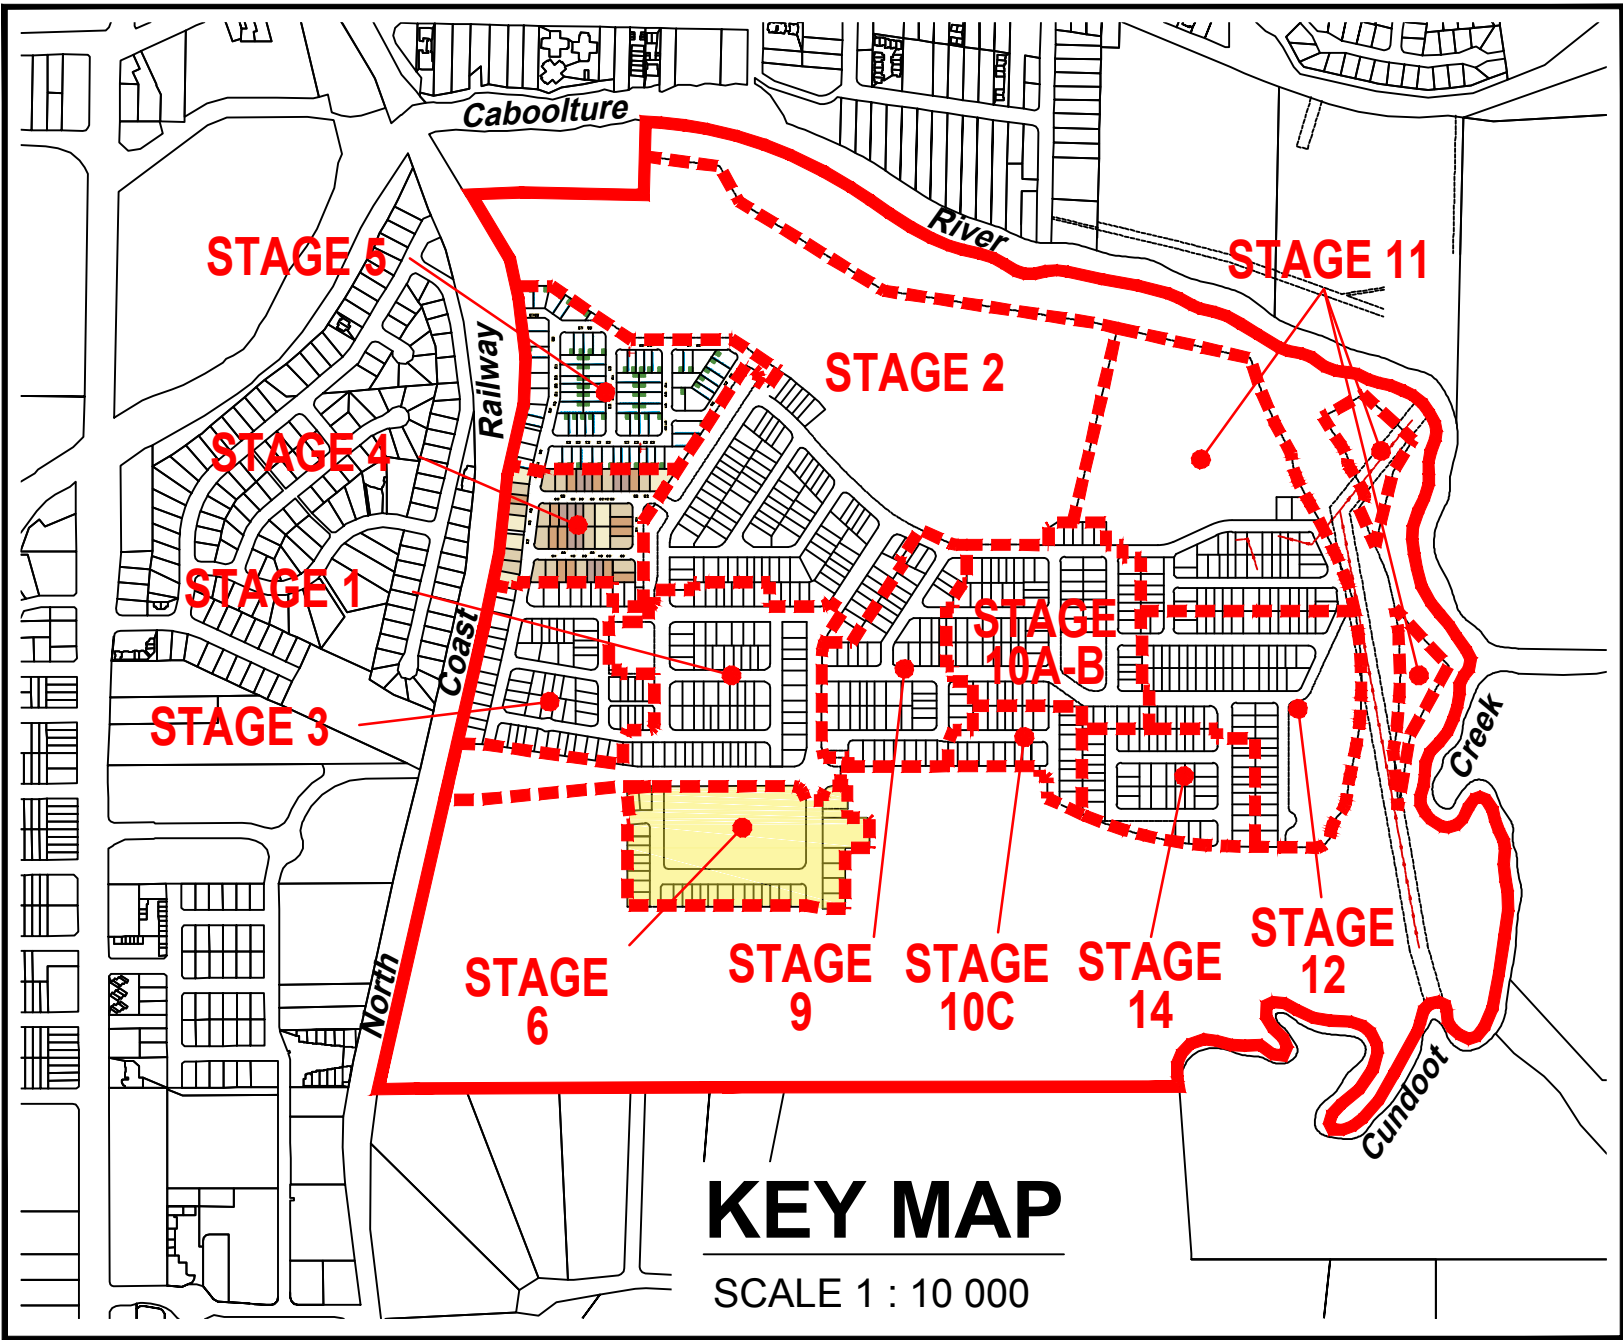 Caboolture
River
STAGE 5
STAGE 11
Railway
STAGE 2
STAGE 4
STAGE 1
STAGE
10A-B
Coast
STAGE 3
Creek
STAGE
6
STAGE
9
STAGE
10C
STAGE
14
STAGE
12
North
Cundoot
KEY MAP
SCALE 1 : 10 000